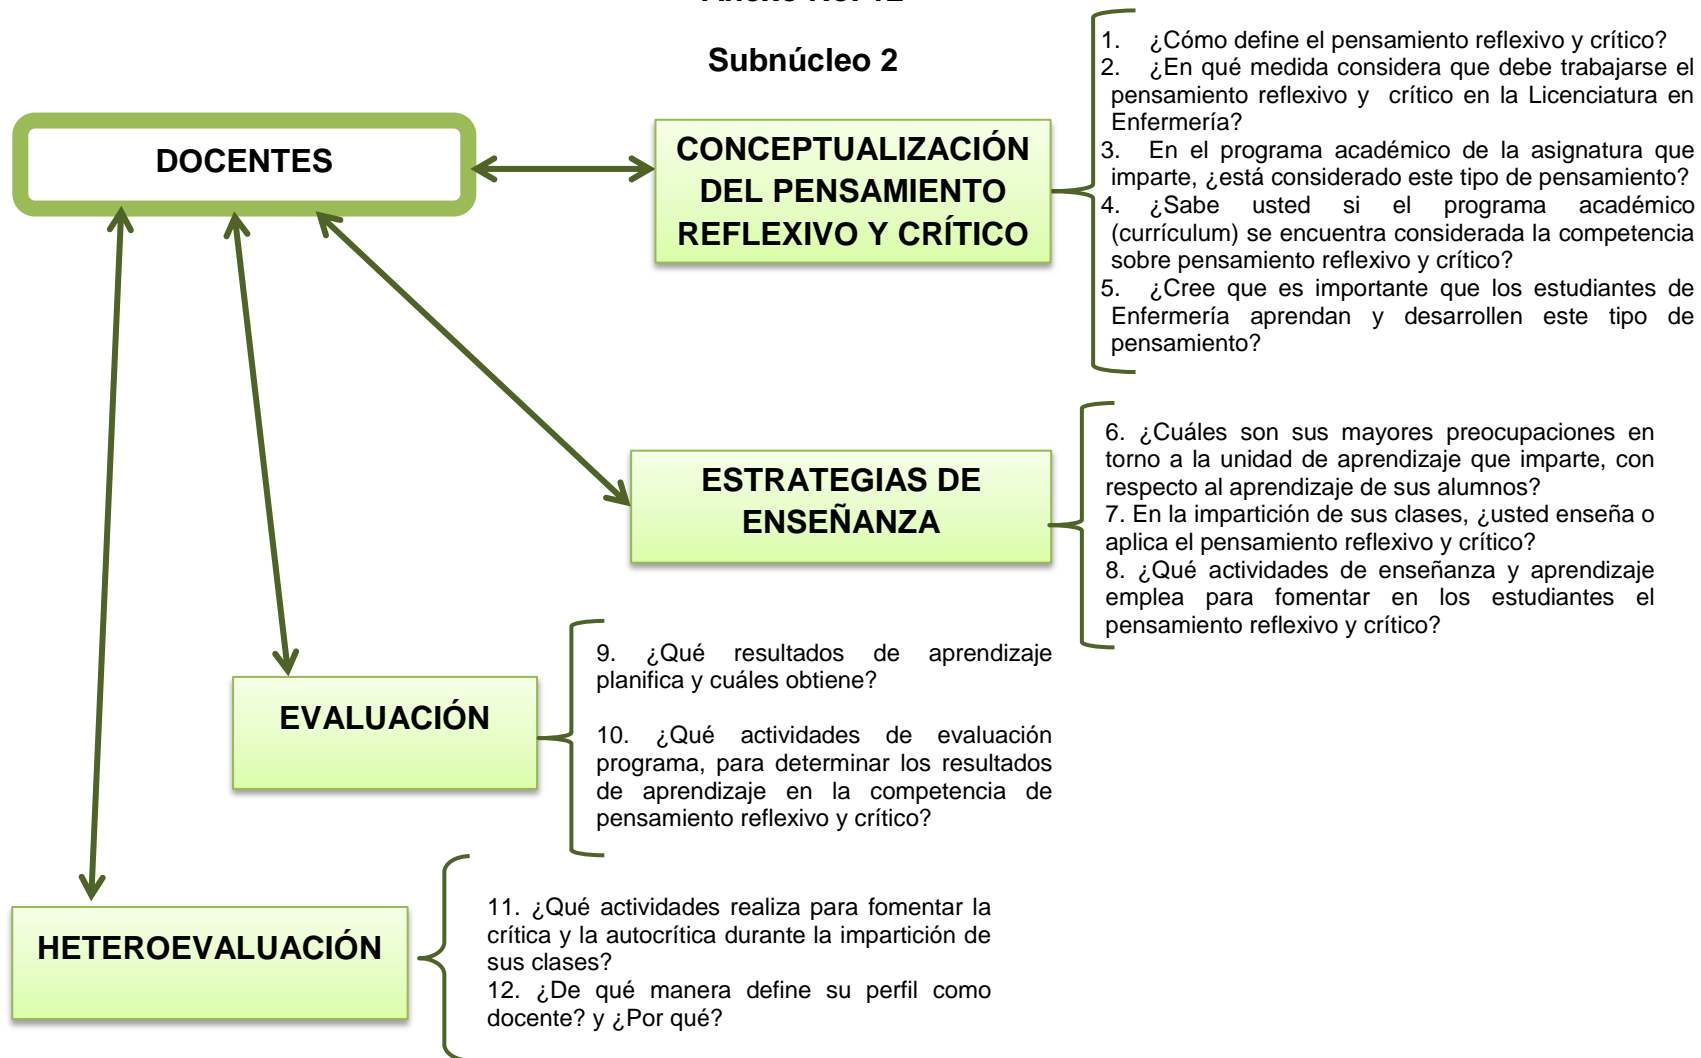 Subnúcleo 2
DOCENTES
CONCEPTUALIZACIÓN
DEL PENSAMIENTO
REFLEXIVO Y CRÍTICO
1. ¿Cómo define el pensamiento reflexivo y crítico?
2. ¿En qué medida considera que debe trabajarse el
pensamiento reflexivo y crítico en la Licenciatura en
Enfermería?
3. En el programa académico de la asignatura que
imparte, ¿está considerado este tipo de pensamiento?
4. ¿Sabe usted si el programa académico
(currículum) se encuentra considerada la competencia
sobre pensamiento reflexivo y crítico?
5. ¿Cree que es importante que los estudiantes de
Enfermería aprendan y desarrollen este tipo de
pensamiento?
ESTRATEGIAS DE
ENSEÑANZA
6. ¿Cuáles son sus mayores preocupaciones en
torno a la unidad de aprendizaje que imparte, con
respecto al aprendizaje de sus alumnos?
7. En la impartición de sus clases, ¿usted enseña o
aplica el pensamiento reflexivo y crítico?
8. ¿Qué actividades de enseñanza y aprendizaje
emplea para fomentar en los estudiantes el
pensamiento reflexivo y crítico?
EVALUACIÓN
9. ¿Qué resultados de aprendizaje
planifica y cuáles obtiene?
10. ¿Qué actividades de evaluación
programa, para determinar los resultados
de aprendizaje en la competencia de
pensamiento reflexivo y crítico?
HETEROEVALUACIÓN
11. ¿Qué actividades realiza para fomentar la
crítica y la autocrítica durante la impartición de
sus clases?
12. ¿De qué manera define su perfil como
docente? y ¿Por qué?